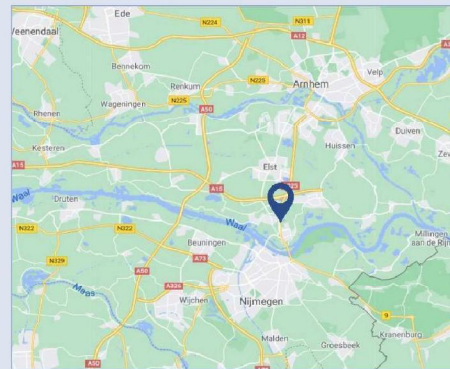 Ede
N224
N311
Veenendaal
A12
Bennekom
Velp
Renkum
N225
Arnhem
Wageningen
N225
A50
Rhenen
Duiven
Kesteren
Huissen
A15
Elst
Waal
A15
Druten
Waal
N322
N322
Beuningen
Millingen
aan de Rijn
A73
N329
A50
Maas
A326
Wijchen
Nijmegen
9
Kranenburg
Malden
Groesbeek
A50